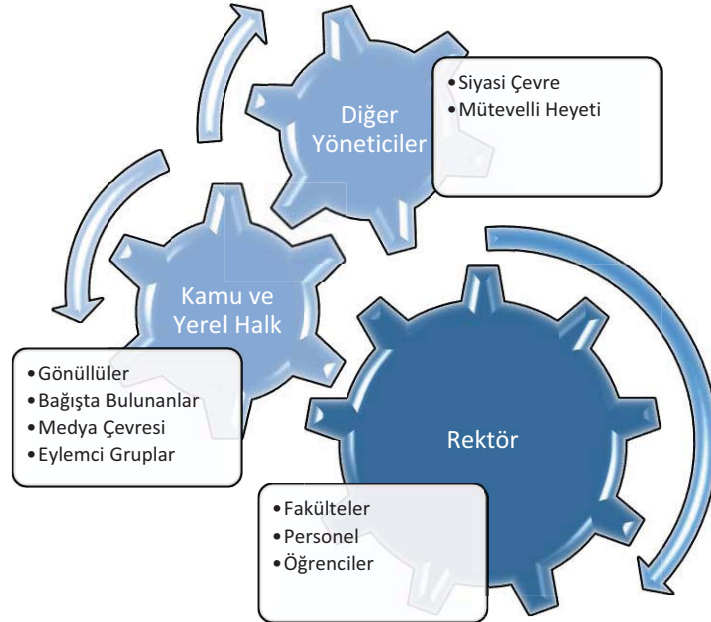 Diğer
Yöneticiler
•Siyasi Çevre
•Mütevelli Heyeti
Kamu ve
Yerel Halk
•Gönüllüler
•Bağışta Bulunanlar
•Medya Çevresi
•Eylemci Gruplar
Rektör
•Fakülteler
•Personel
•Öğrenciler